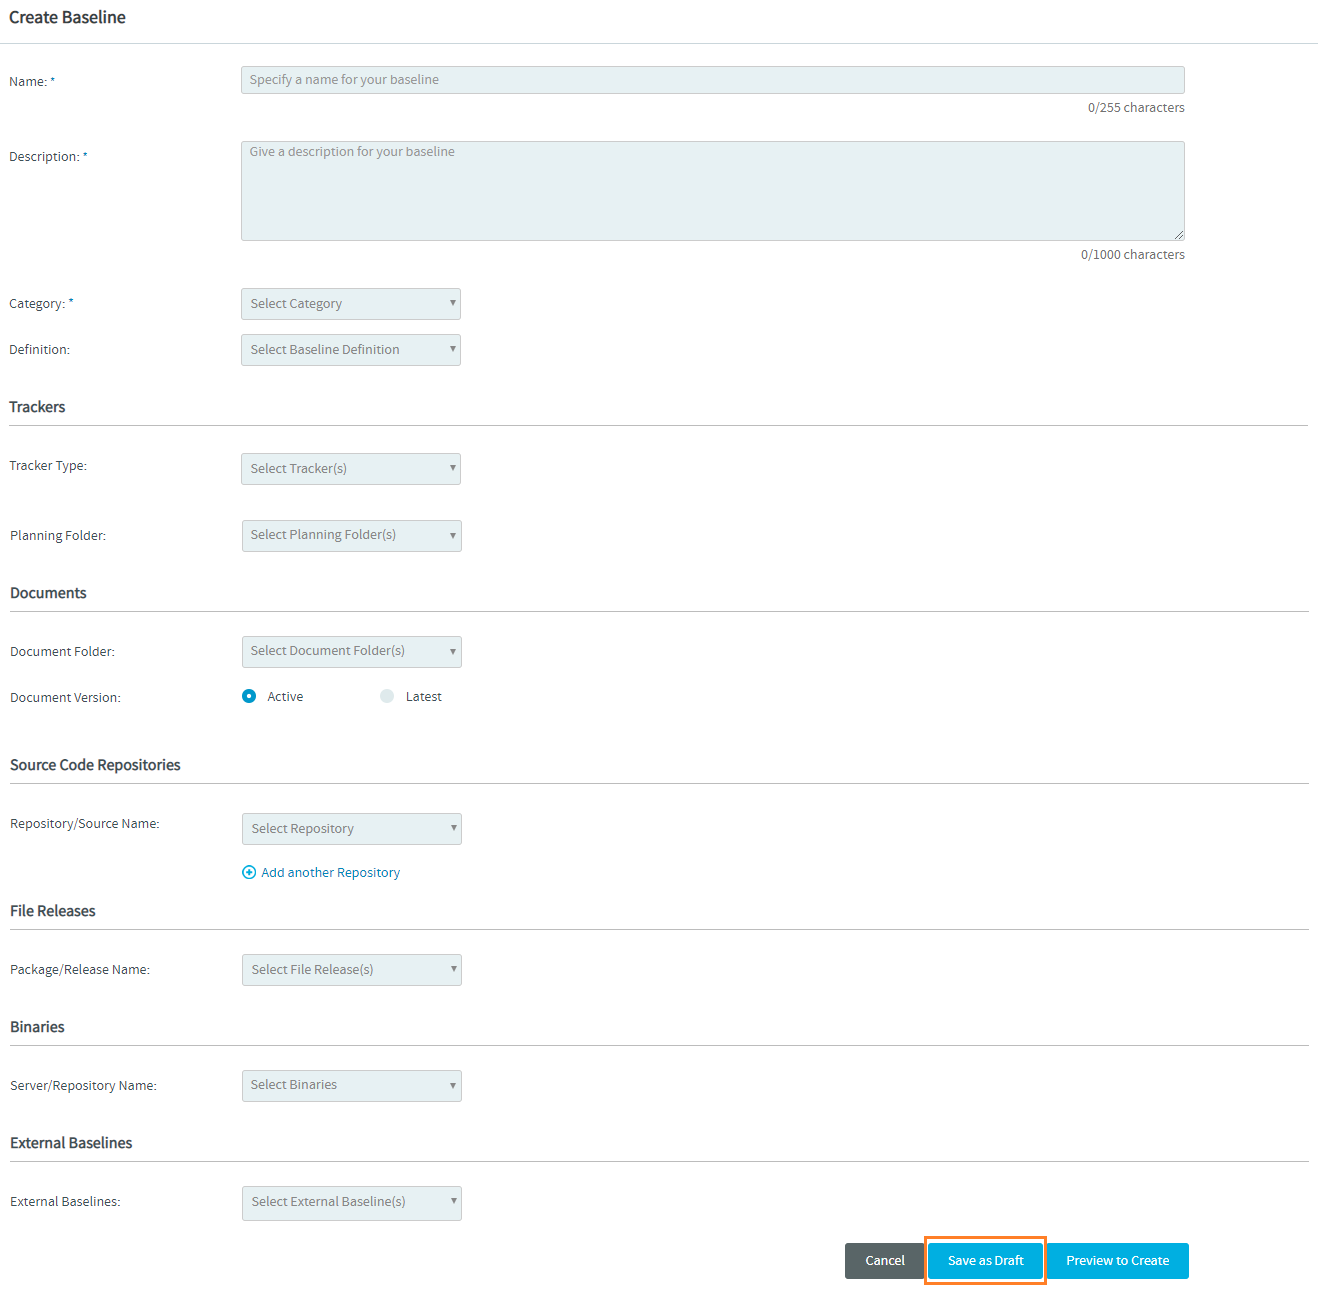 Create Baseline
Name: *
Specify a name for your baseline
0/255 characters
Description: *
Give a description for your baseline
0/1000 characters
Category: *
Select Category
Definition:
Select Baseline Definition
Trackers
Tracker Type:
Select Tracker(s)
Planning Folder:
Select Planning Folder(s)
Documents
Document Folder:
Select Document Folder(s)
Document Version:
Active
Latest
Source Code Repositories
Repository/Source Name:
Select Repository
Add another Repository
File Releases
Package/Release Name:
Select File Release(s)
Binaries
Server/Repository Name:
Select Binaries
External Baselines
External Baselines:
Select External Baseline(s)
Cancel
Save as Draft
Preview to Create